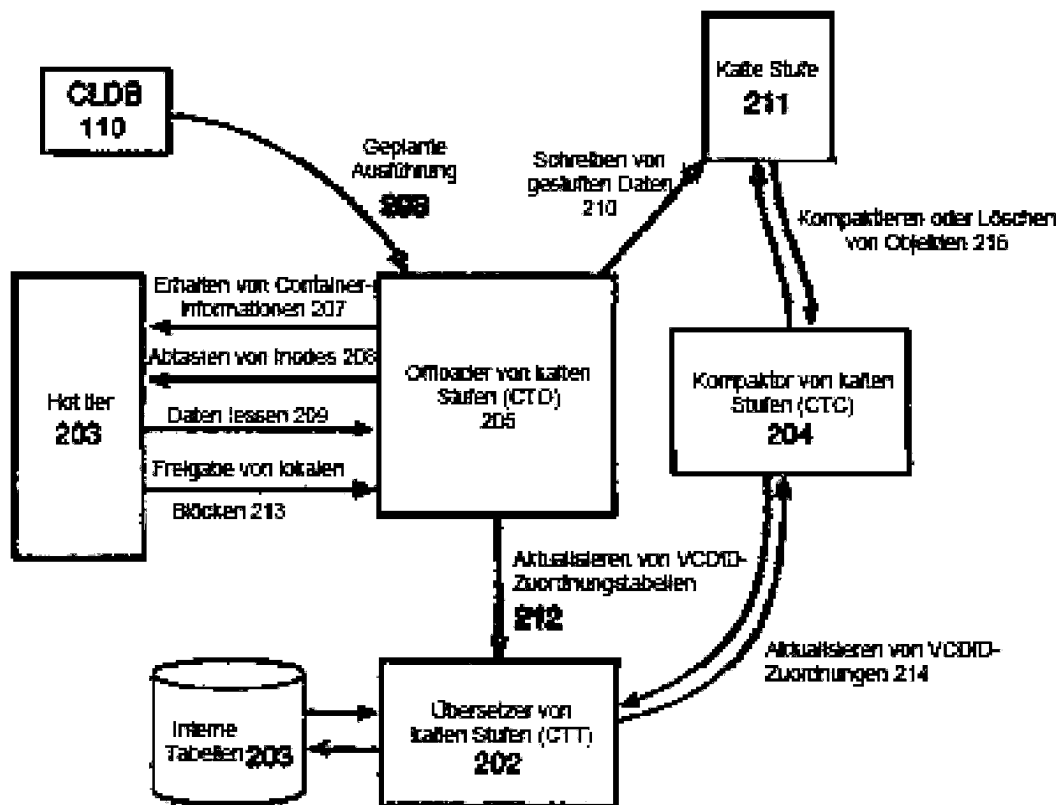 CLDB
110
Kalte Stufe
211
Geplante
Ausführung
Schreiben von
gestuften Daten
210
Kompaktieren oder Löschen
von Objekten 216
Erhalten von Container-
Informationen 207
Abtasten von Inodes 208
Daten lessen 209
Freigabe von lokalen
Blöcken 213
Hot tier
203
Offloader von kalten
Stufen (CTO)
205
Kompaktor von kalten
Stufen (CTC)
204
Aktualisieren von VCDID-
Zuordnungstabellen
212
Aktualisieren von VCDID-
Zuordnungen 214
Interne
Tabellen 203
Übersetzer von
kalten Stufen (CTT)
202